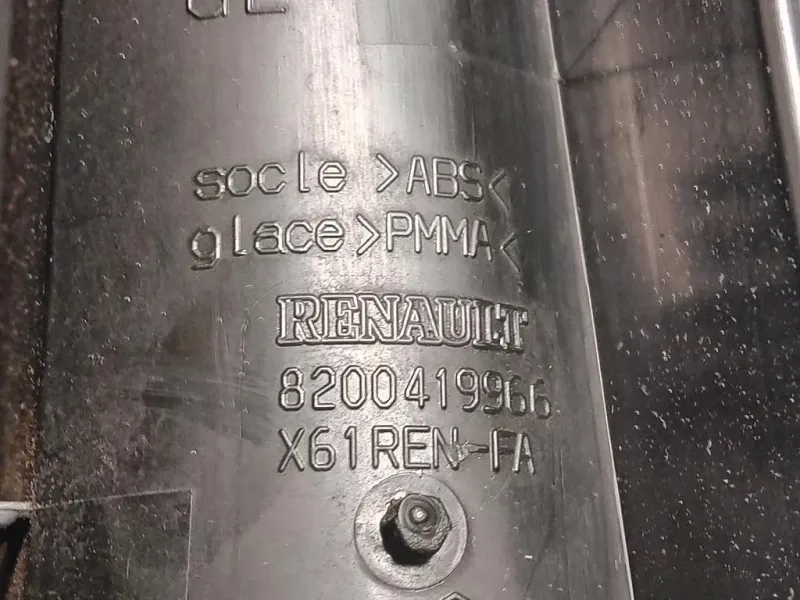 socle >ABS<
glace >PMMA<
RENAULT
8200419966
X61REN-FA